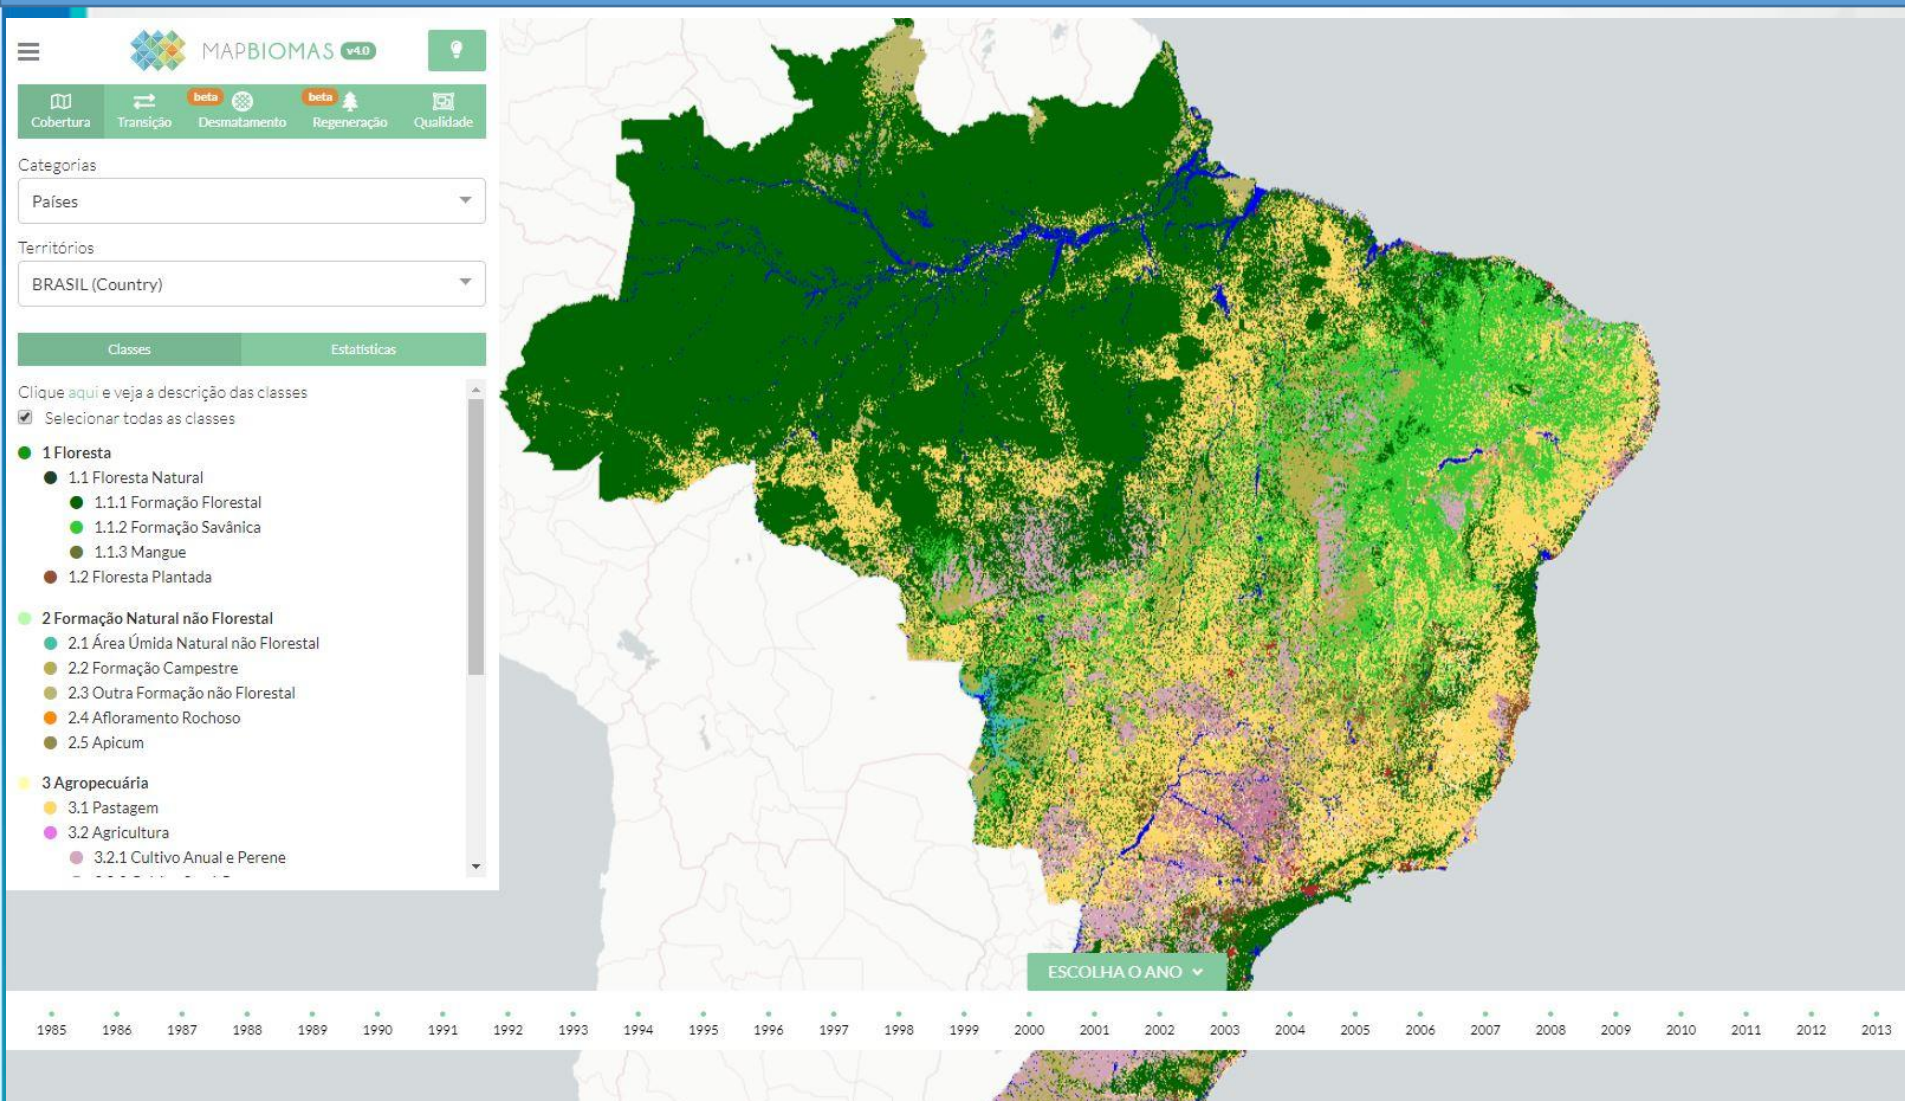 MAPBIOMAS v4.0
Cobertura
Transição
beta
Desmatamento
beta
Regeneração
Qualidade
Categorias
Países
Territórios
BRASIL (Country)
Classes
Estatísticas
Clique aqui e veja a descrição das classes
Selecionar todas as classes
1 Floresta
1.1 Floresta Natural
1.1.1 Formação Florestal
1.1.2 Formação Savânica
1.1.3 Mangue
1.2 Floresta Plantada
2 Formação Natural não Florestal
2.1 Área Úmida Natural não Florestal
2.2 Formação Campestre
2.3 Outra Formação não Florestal
2.4 Afloramento Rochoso
2.5 Apicum
3 Agropecuária
3.1 Pastagem
3.2 Agricultura
3.2.1 Cultivo Anual e Perene
ESCOLHA O ANO
1985 1986 1987 1988 1989 1990 1991 1992 1993 1994 1995 1996 1997 1998 1999 2000 2001 2002 2003 2004 2005 2006 2007 2008 2009 2010 2011 2012 2013